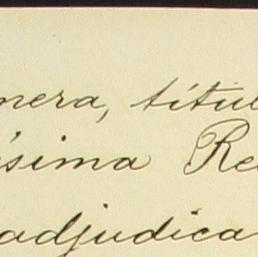 nera, títul
ísima Re
adjudica